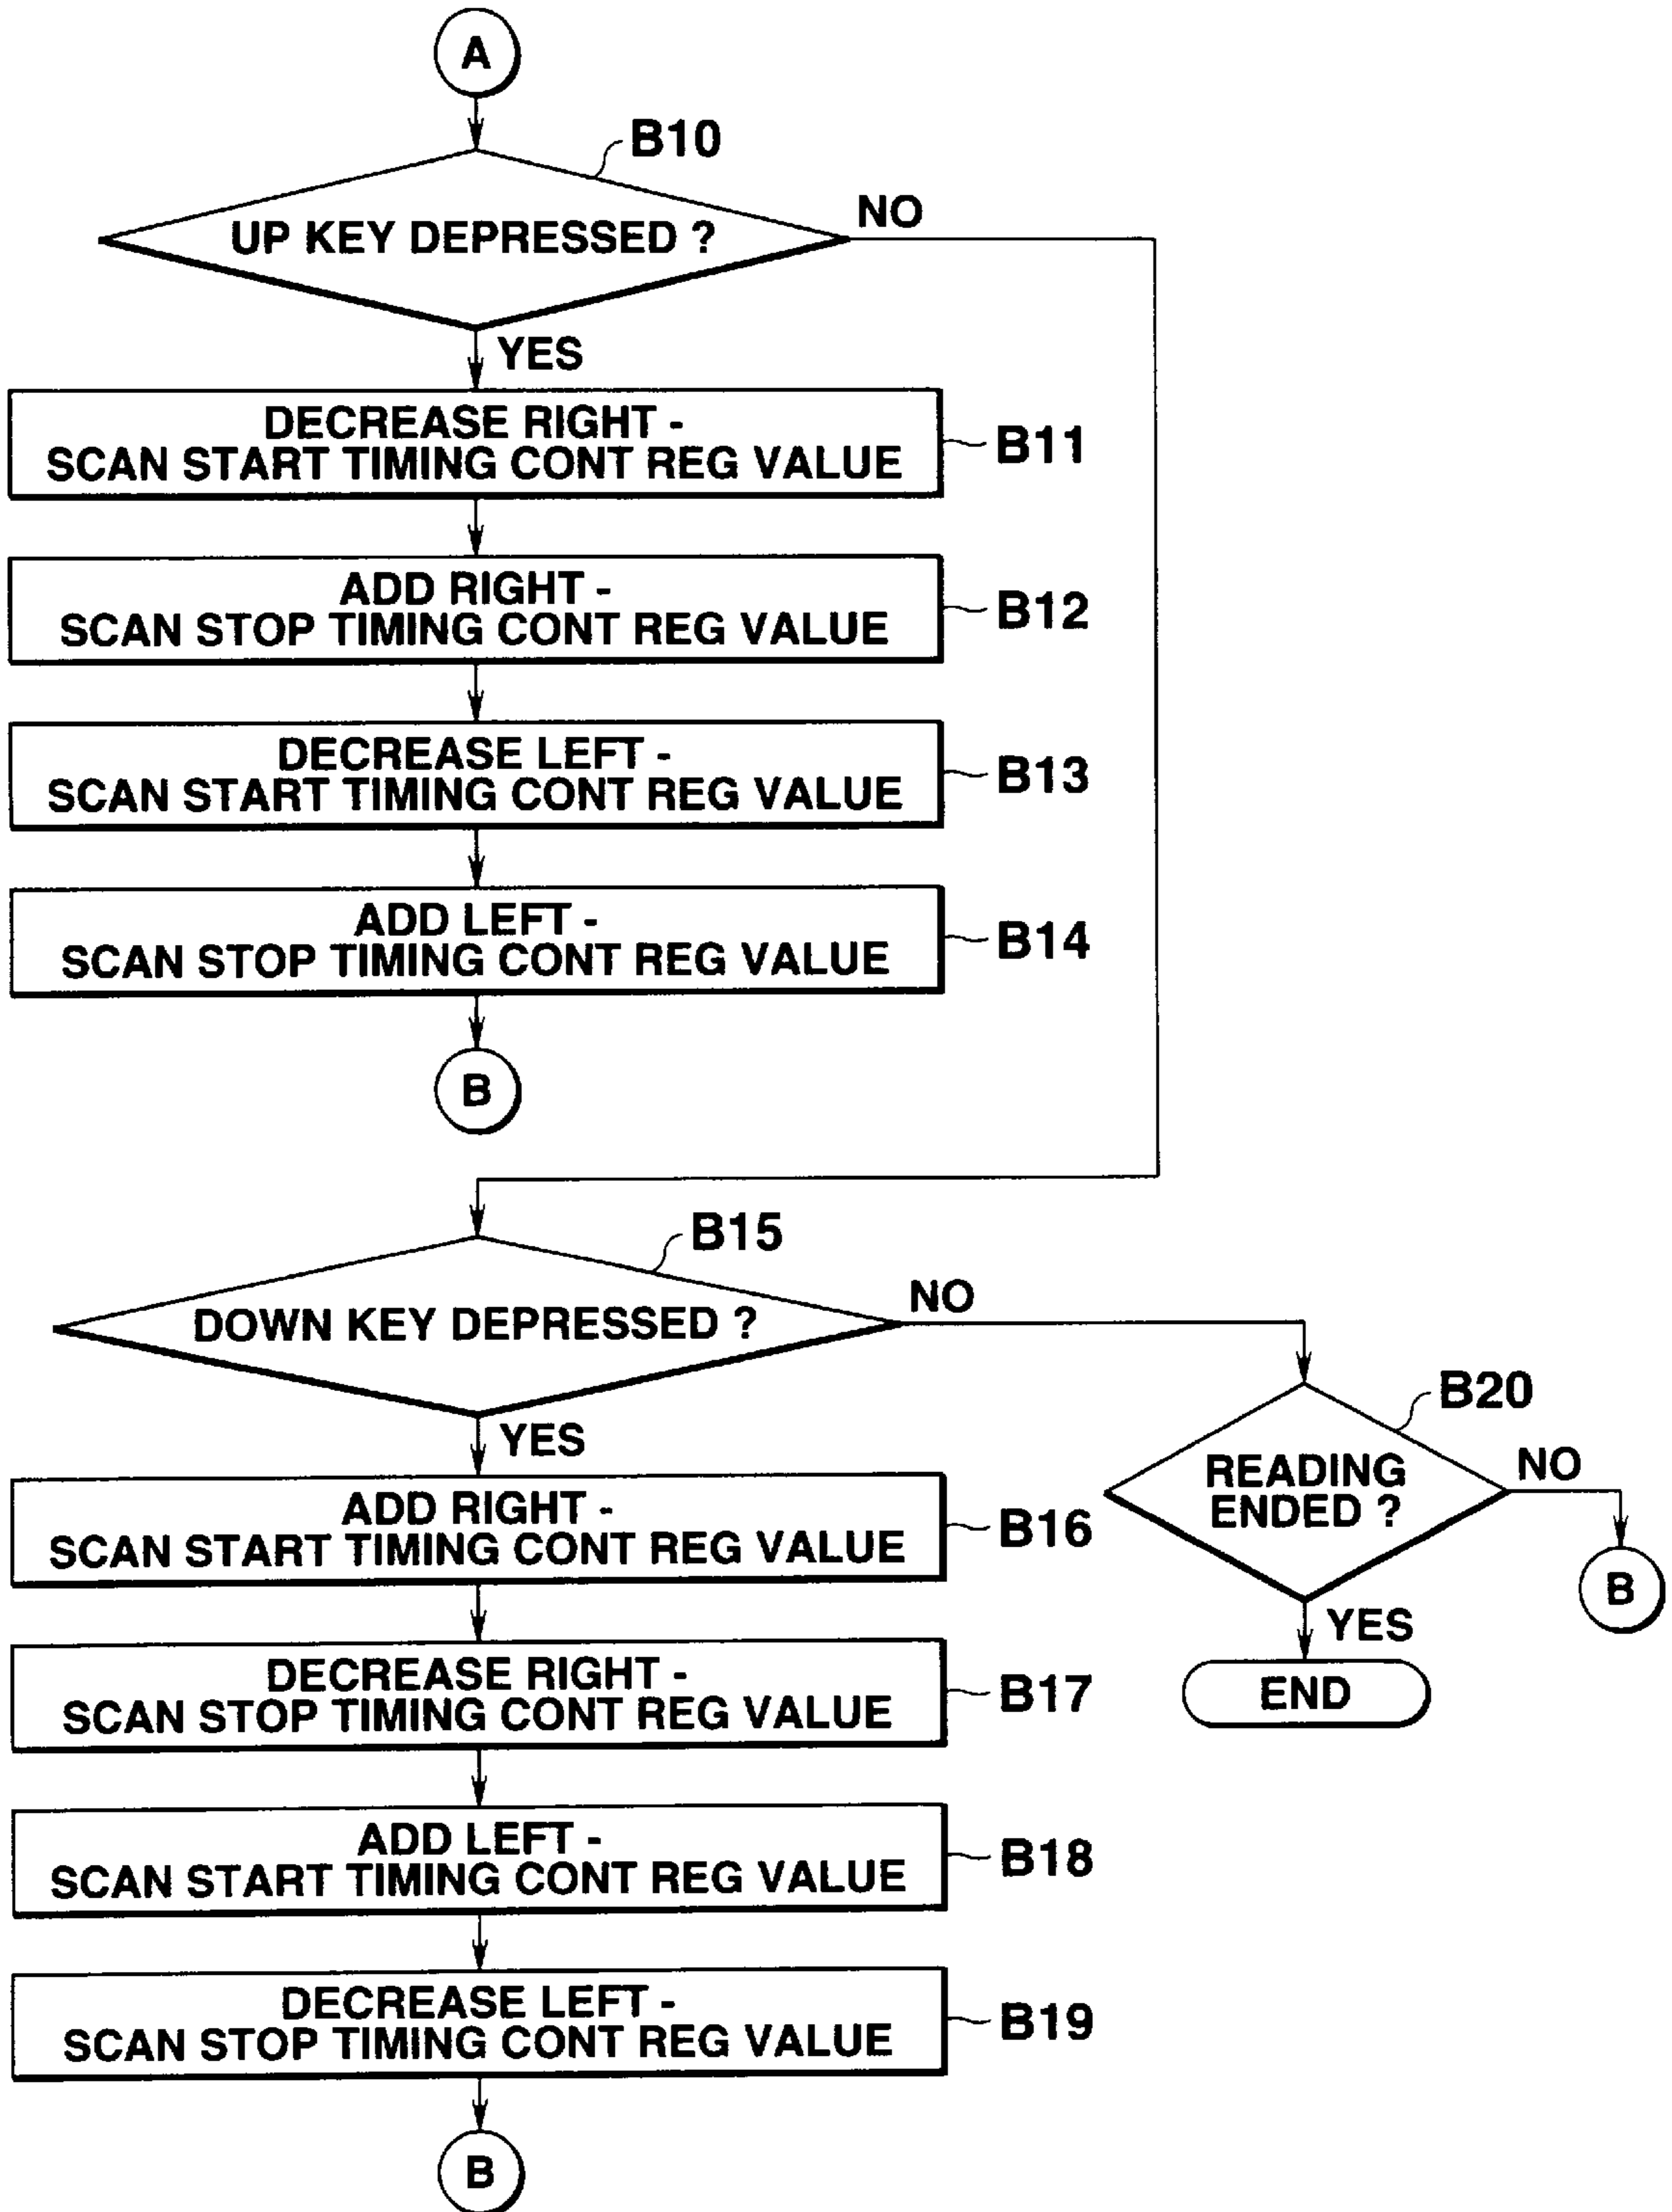 A
B10
UP KEY DEPRESSED ?
NO
YES
DECREASE RIGHT -
SCAN START TIMING CONT REG VALUE
B11
ADD RIGHT -
SCAN STOP TIMING CONT REG VALUE
B12
DECREASE LEFT -
SCAN START TIMING CONT REG VALUE
B13
ADD LEFT -
SCAN STOP TIMING CONT REG VALUE
B14
B
B15
DOWN KEY DEPRESSED ?
NO
YES
B20
READING
ENDED ?
NO
B
YES
END
ADD RIGHT -
SCAN START TIMING CONT REG VALUE
B16
DECREASE RIGHT -
SCAN STOP TIMING CONT REG VALUE
B17
ADD LEFT -
SCAN START TIMING CONT REG VALUE
B18
DECREASE LEFT -
SCAN STOP TIMING CONT REG VALUE
B19
B